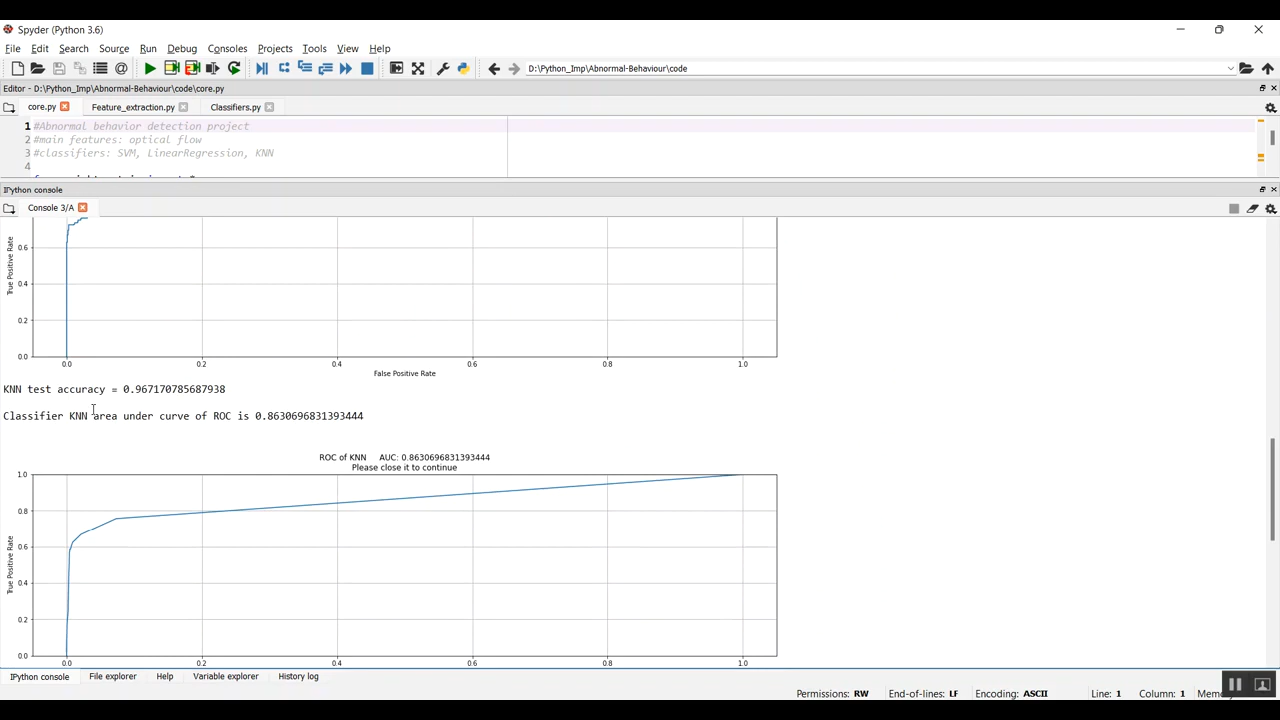 Spyder (Python 3.6)
File Edit Search Source Run Debug Consoles Projects Tools View Help
D:\Python_Imp\Abnormal-Behaviour\code
Editor - D:\Python_Imp\Abnormal-Behaviour\code\core.py
core.py Feature_extraction.py Classifiers.py
1 #Abnormal behavior detection project
2 #main features: optical flow
3 #classifiers: SVM, LinearRegression, KNN
4
IPython console
Console 3/A
True Positive Rate
0.6
0.4
0.2
0.0
0.0 0.2 0.4 0.6 0.8 1.0
False Positive Rate
KNN test accuracy = 0.967170785687938
Classifier KNN area under curve of ROC is 0.8630696831393444
ROC of KNN AUC: 0.8630696831393444
Please close it to continue
True Positive Rate
1.0
0.8
0.6
0.4
0.2
0.0
0.0 0.2 0.4 0.6 0.8 1.0
IPython console File explorer Help Variable explorer History log
Permissions: RW End-of-lines: LF Encoding: ASCII Line: 1 Column: 1